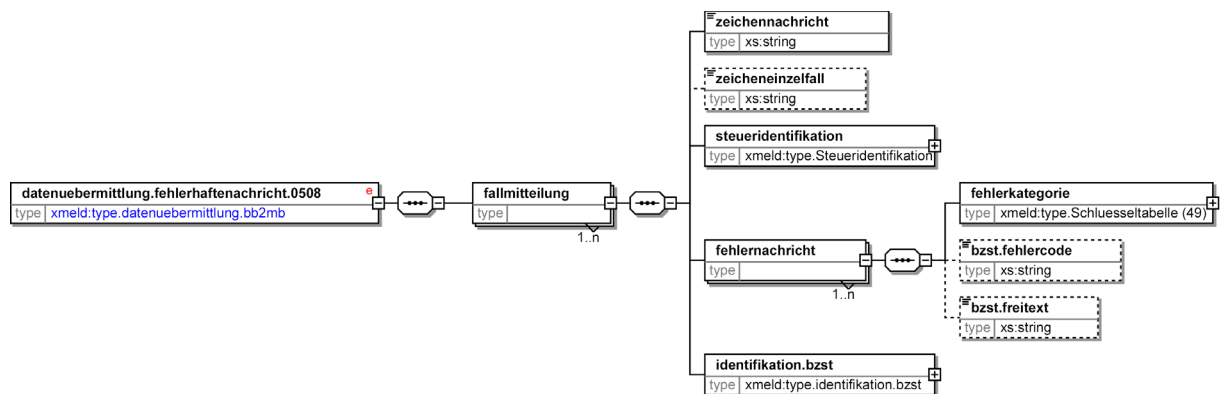 zeichennachricht
type xs:string
zeicheneinzelfall
type xs:string
steueridentifikation
type xmeld:type.Steueridentifikation
datenuebermittlung.fehlerhaftenachricht.0508 e
type xmeld:type.datenuebermittlung.bb2mb
fallmitteilung
type
1..n
fehlernachricht
type
1..n
fehlerkategorie
type xmeld:type.Schluesseltabelle (49)
bzst.fehlercode
type xs:string
bzst.freitext
type xs:string
identifikation.bzst
type xmeld:type.identifikation.bzst